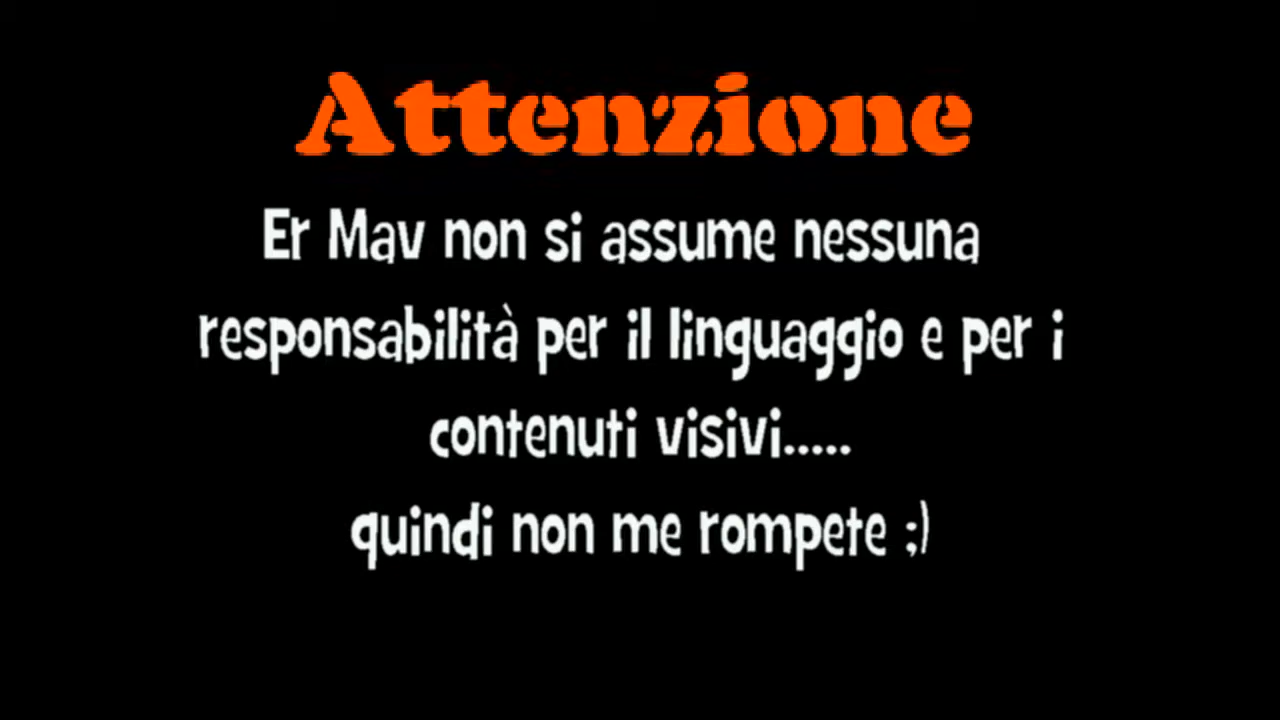 Attenzione
Er Mav non si assume nessuna
responsabilità per il linguaggio e per i
contenuti visivi.....
quindi non me rompete ;)